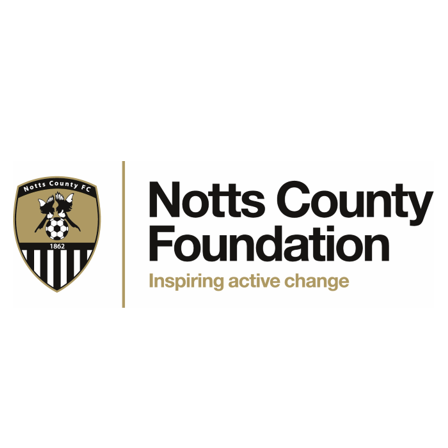 Notts County FC
1862
Notts County
Foundation
Inspiring active change